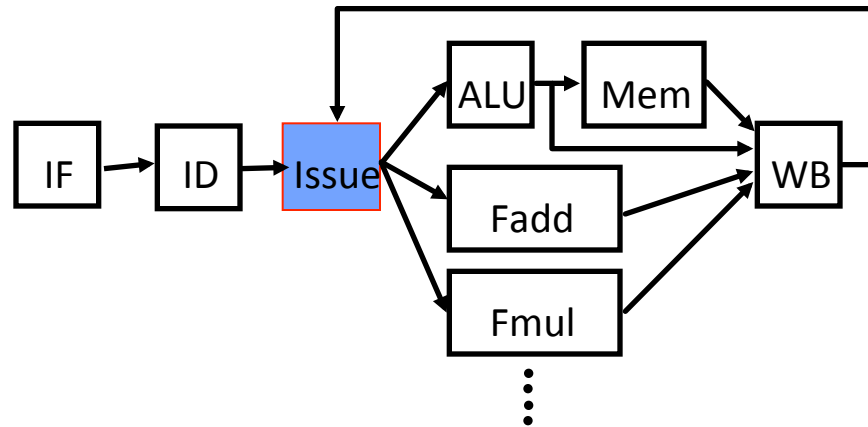 IF
ID
Issue
ALU
Mem
Fadd
Fmul
WB